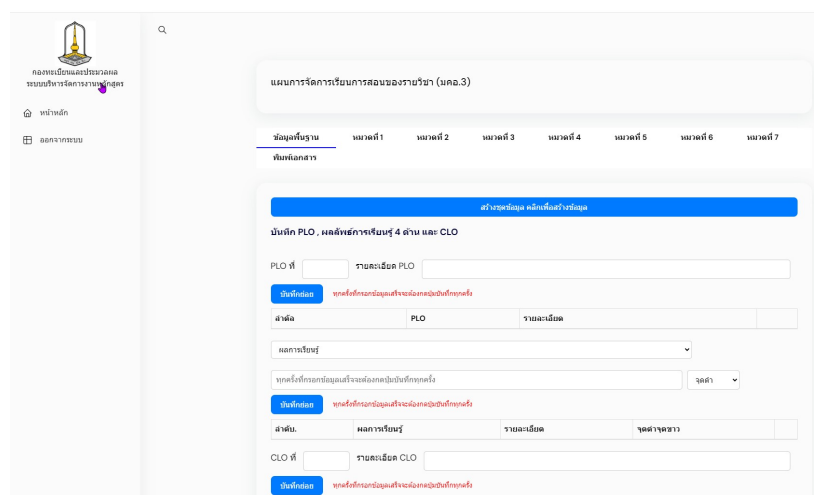 กองทะเบียนและประมวลผล
ระบบบริหารจัดการงานหลักสูตร
หน้าหลัก
ออกจากระบบ
แผนการจัดการเรียนการสอนของรายวิชา (มคอ.3)
ข้อมูลพื้นฐาน หมวดที่ 1 หมวดที่ 2 หมวดที่ 3 หมวดที่ 4 หมวดที่ 5 หมวดที่ 6 หมวดที่ 7
พิมพ์เอกสาร
สร้างชุดข้อมูล คลิกเพื่อสร้างข้อมูล
บันทึก PLO , ผลลัพธ์การเรียนรู้ 4 ด้าน และ CLO
PLO ที่ รายละเอียด PLO
บันทึกย่อย ทุกครั้งที่กรอกข้อมูลเสร็จจะต้องกดปุ่มบันทึกทุกครั้ง
ลำดับ PLO รายละเอียด
ผลการเรียนรู้
ทุกครั้งที่กรอกข้อมูลเสร็จจะต้องกดปุ่มบันทึกทุกครั้ง จุดดำ
บันทึกย่อย ทุกครั้งที่กรอกข้อมูลเสร็จจะต้องกดปุ่มบันทึกทุกครั้ง
ลำดับ. ผลการเรียนรู้ รายละเอียด จุดดำจุดขาว
CLO ที่ รายละเอียด CLO
บันทึกย่อย ทุกครั้งที่กรอกข้อมูลเสร็จจะต้องกดปุ่มบันทึกทุกครั้ง